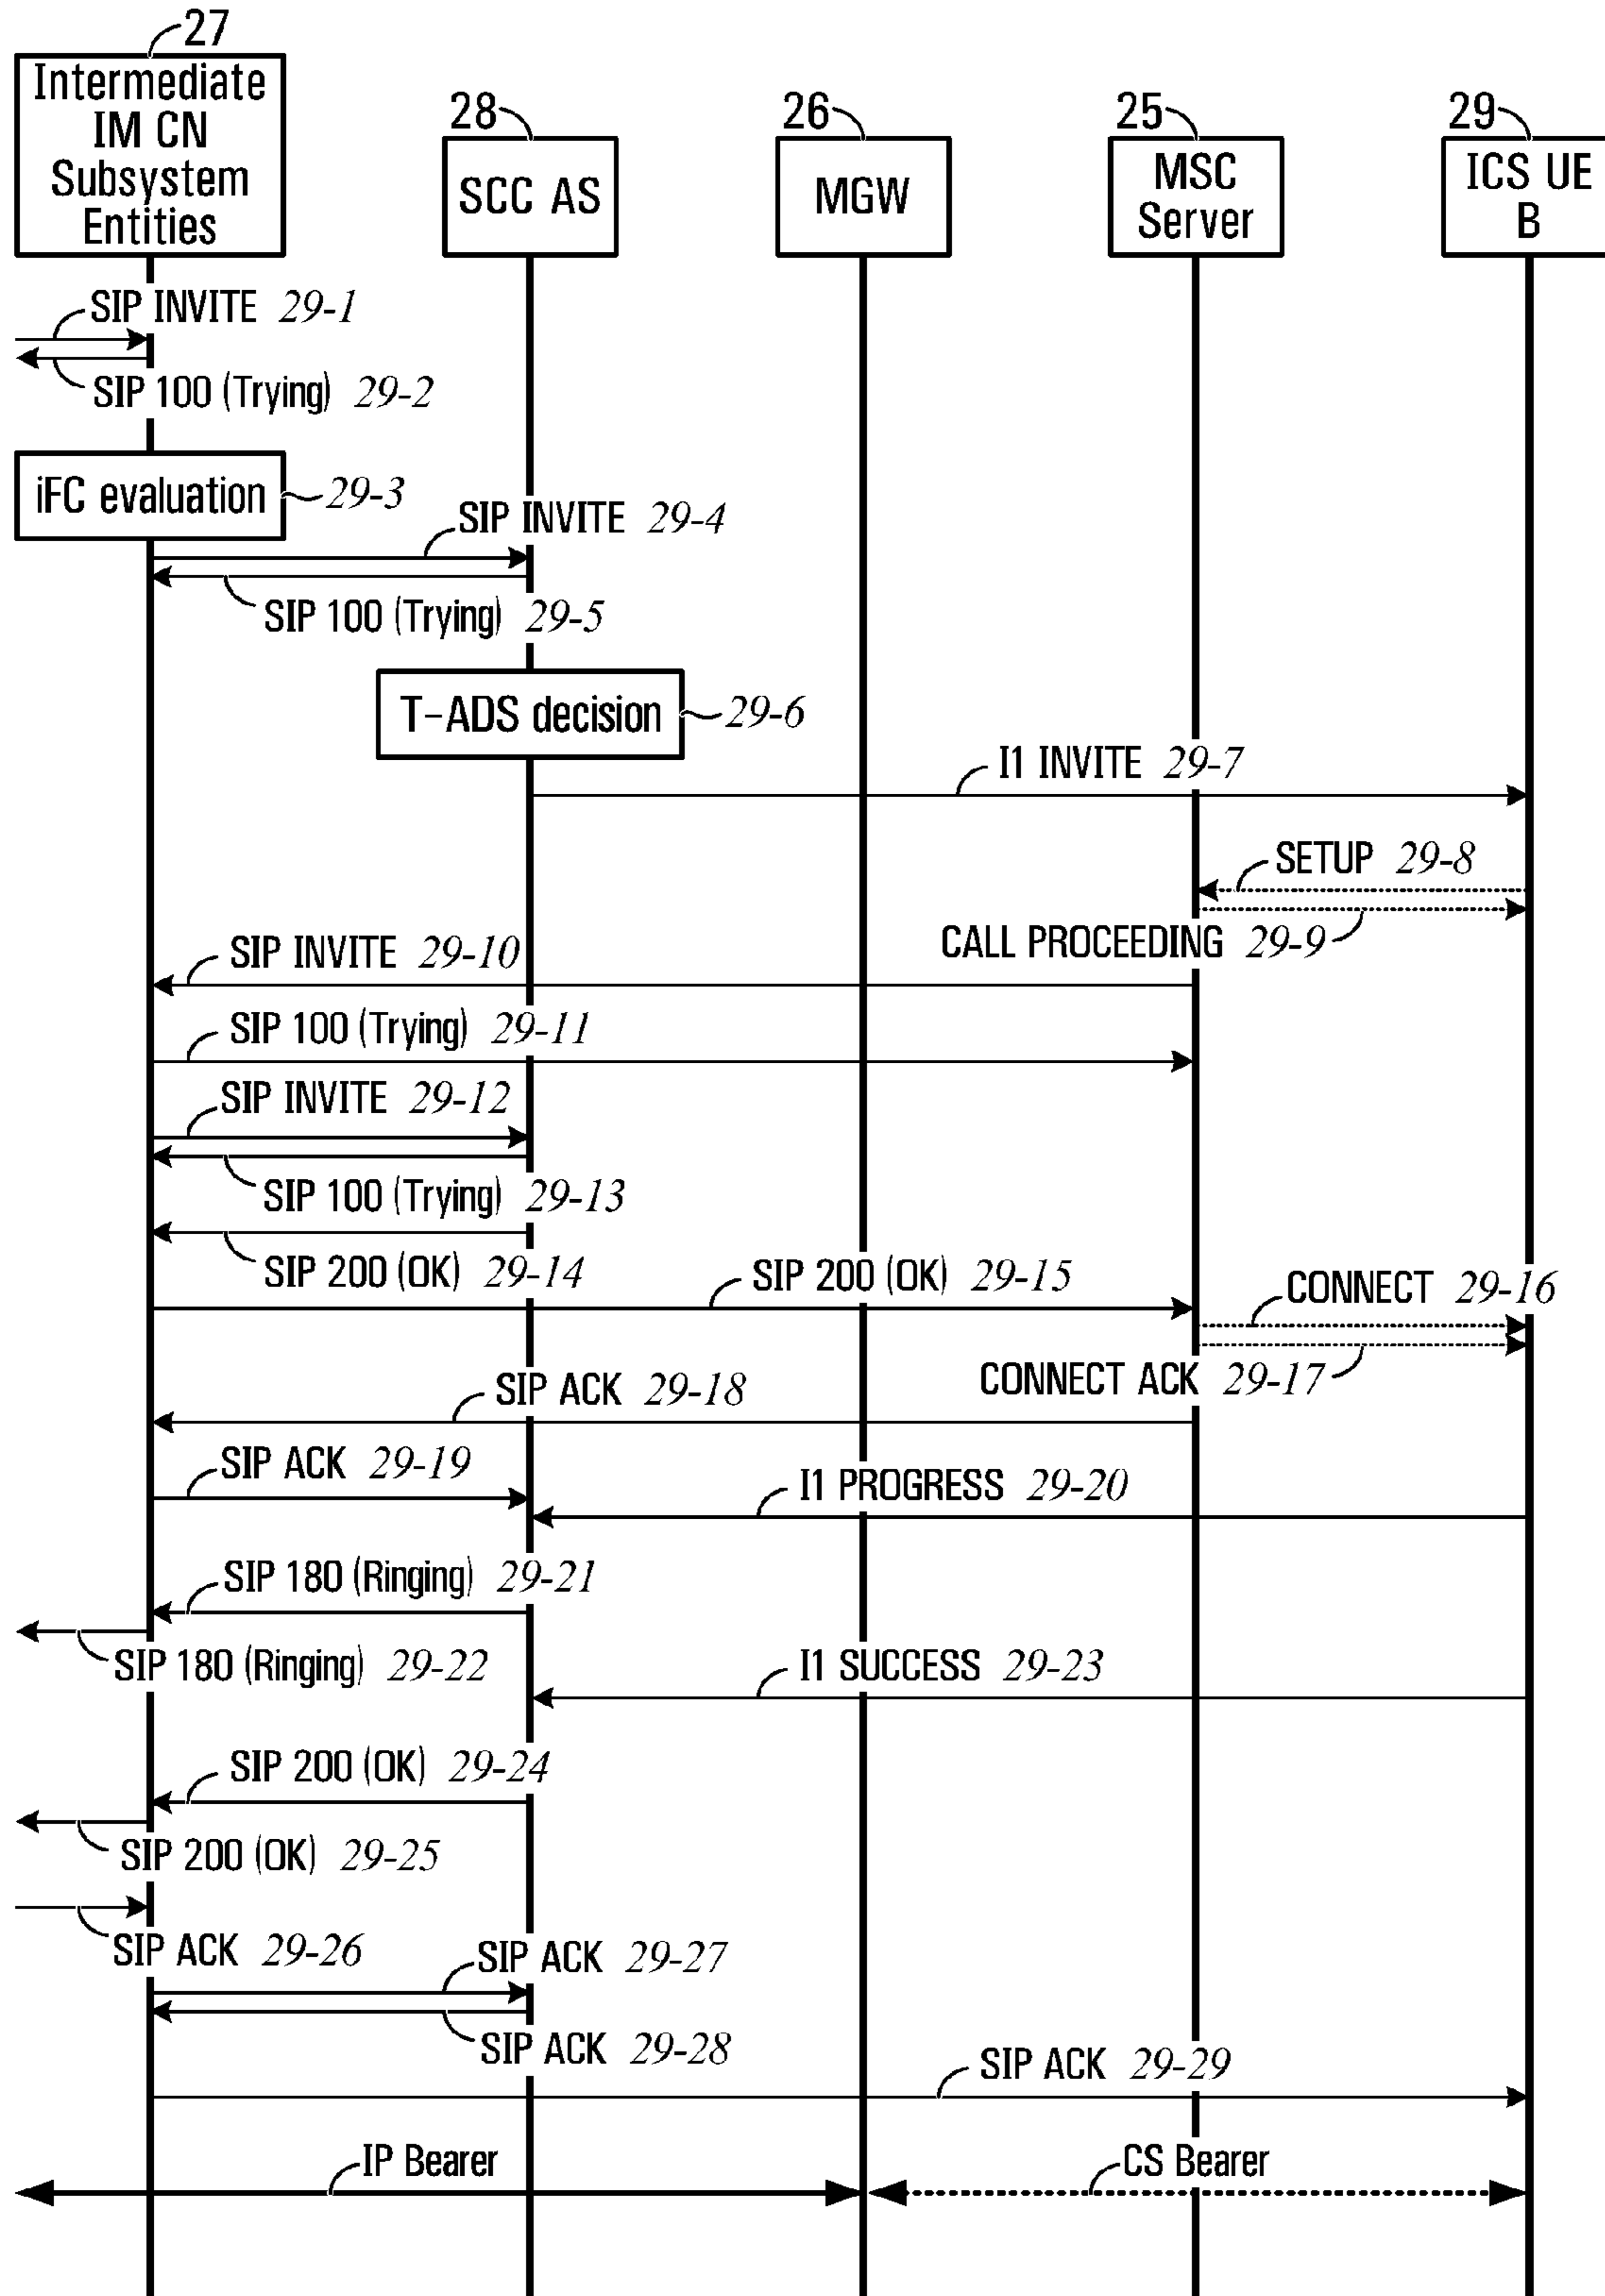 27
Intermediate
IM CN
Subsystem
Entities
28
SCC AS
26
MGW
25
MSC
Server
29
ICS UE
B
SIP INVITE 29-1
SIP 100 (Trying) 29-2
iFC evaluation 29-3
SIP INVITE 29-4
SIP 100 (Trying) 29-5
T-ADS decision 29-6
I1 INVITE 29-7
SETUP 29-8
CALL PROCEEDING 29-9
SIP INVITE 29-10
SIP 100 (Trying) 29-11
SIP INVITE 29-12
SIP 100 (Trying) 29-13
SIP 200 (OK) 29-14
SIP 200 (OK) 29-15
CONNECT 29-16
CONNECT ACK 29-17
SIP ACK 29-18
SIP ACK 29-19
I1 PROGRESS 29-20
SIP 180 (Ringing) 29-21
SIP 180 (Ringing) 29-22
I1 SUCCESS 29-23
SIP 200 (OK) 29-24
SIP 200 (OK) 29-25
SIP ACK 29-26
SIP ACK 29-27
SIP ACK 29-28
SIP ACK 29-29
IP Bearer
CS Bearer